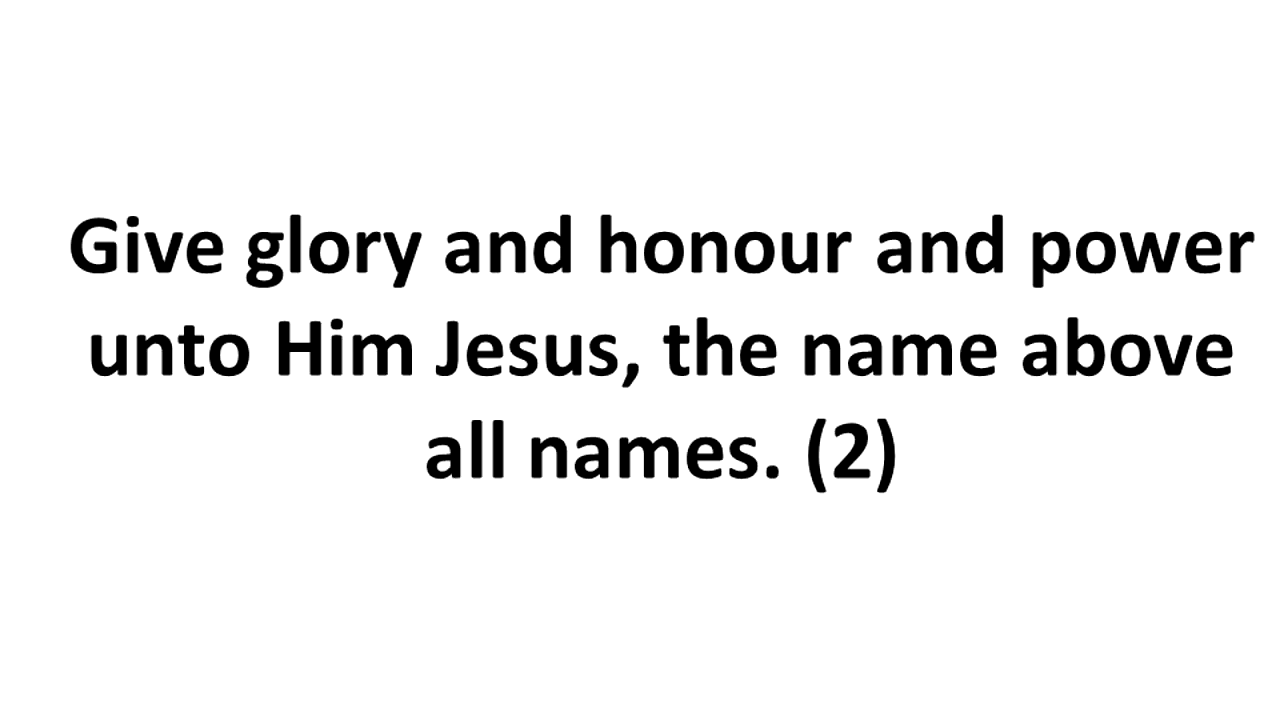 Give glory and honour and power
unto Him Jesus, the name above
all names. (2)